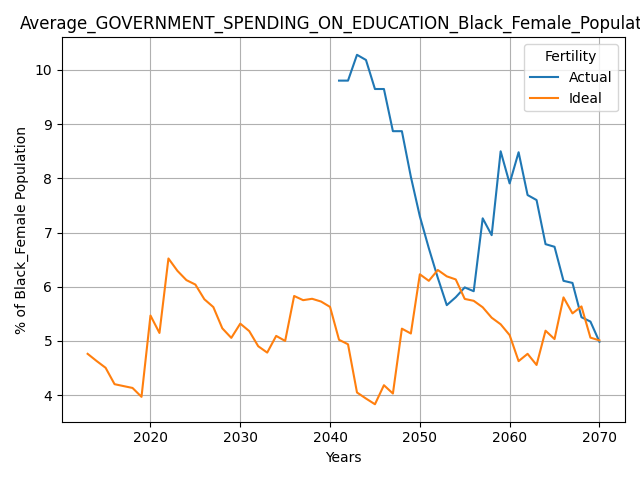 Average_GOVERNMENT_SPENDING_ON_EDUCATION_Black_Female_Populat
Fertility
Actual
Ideal
% of Black_Female Population
10
9
8
7
6
5
4
2020 2030 2040 2050 2060 2070
Years